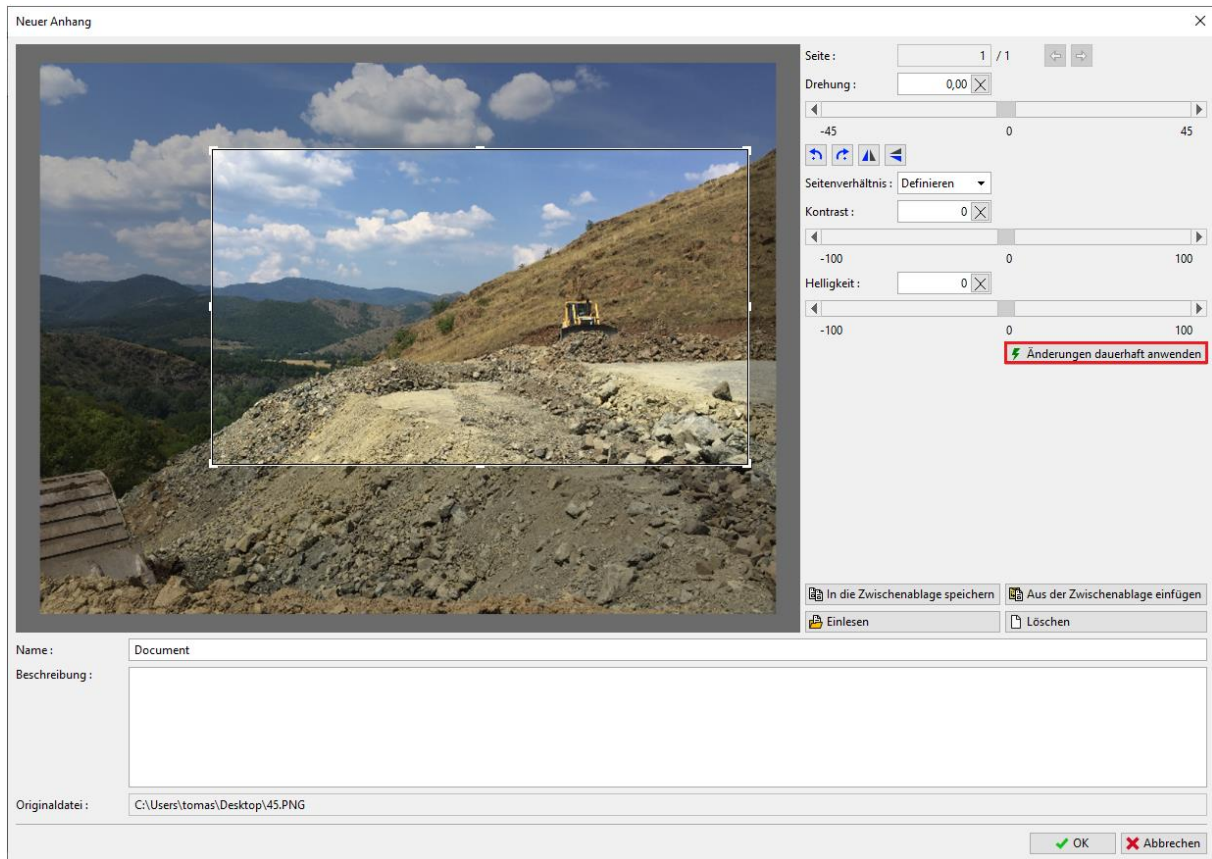 Neuer Anhang
Seite : 1 / 1
Drehung : 0,00
-45 0 45
Seitenverhältnis : Definieren
Kontrast : 0
-100 0 100
Helligkeit : 0
-100 0 100
Änderungen dauerhaft anwenden
In die Zwischenablage speichern Aus der Zwischenablage einfügen
Einlesen Löschen
Name : Document
Beschreibung :
Originaldatei : C:\Users\tomas\Desktop\45.PNG
OK Abbrechen